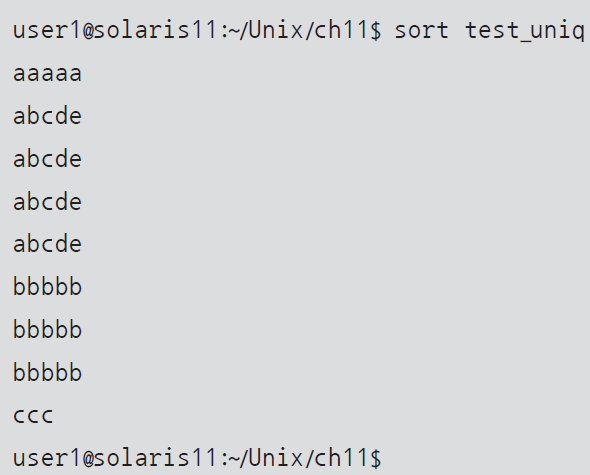 user1@solaris11:~/Unix/ch11$ sort test_uniq
aaaaa
abcde
abcde
abcde
abcde
bbbbb
bbbbb
bbbbb
ccc
user1@solaris11:~/Unix/ch11$